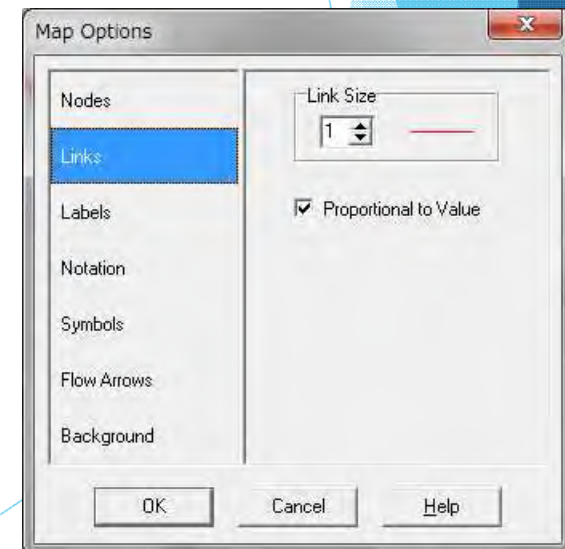 Map Options
Nodes
Links
Labels
Notation
Symbols
Flow Arrows
Background
Link Size
1
Proportional to Value
OK
Cancel
Help